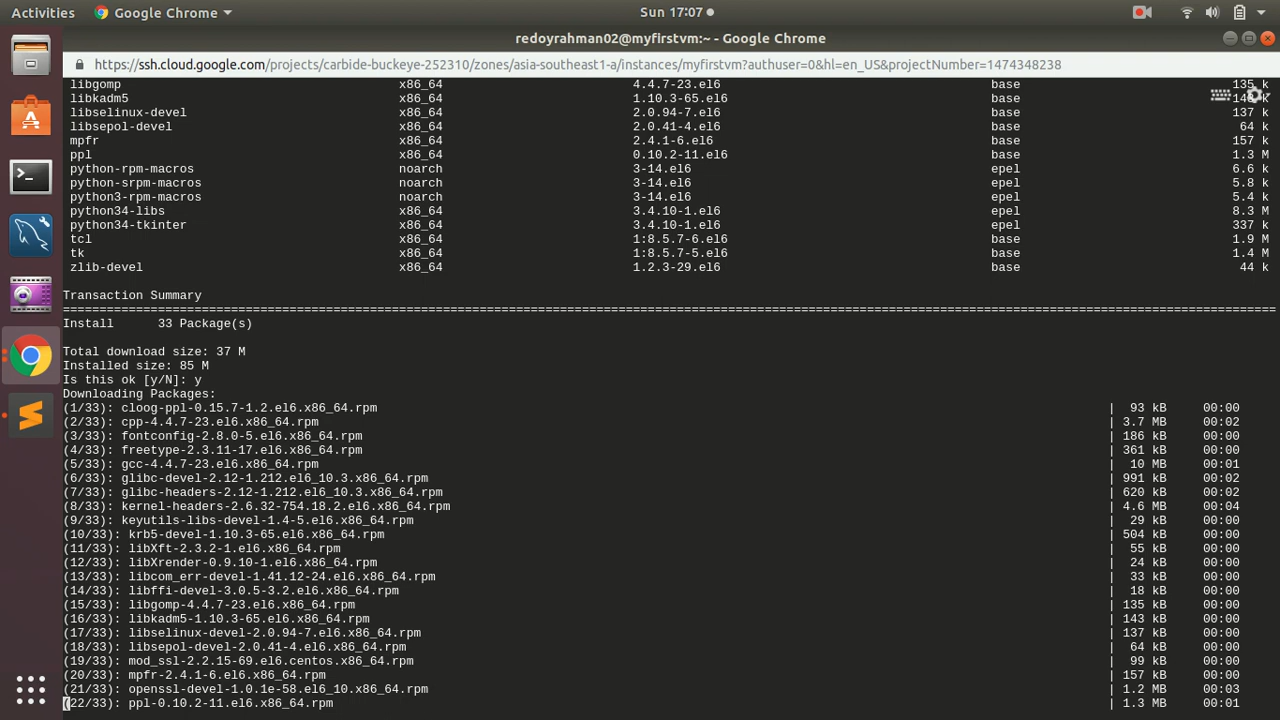 Activities Google Chrome Sun 17:07
redoyrahman02@myfirstvm:~ - Google Chrome
https://ssh.cloud.google.com/projects/carbide-buckeye-252310/zones/asia-southeast1-a/instances/myfirstvm?authuser=0&hl=en_US&projectNumber=1474348238
libgomp x86_64 4.4.7-23.el6 base 135 k
libkadm5 x86_64 1.10.3-65.el6 base 143 k
libselinux-devel x86_64 2.0.94-7.el6 base 137 k
libsepol-devel x86_64 2.0.41-4.el6 base 64 k
mpfr x86_64 2.4.1-6.el6 base 157 k
ppl x86_64 0.10.2-11.el6 base 1.3 M
python-rpm-macros noarch 3-14.el6 epel 6.6 k
python-srpm-macros noarch 3-14.el6 epel 5.8 k
python3-rpm-macros noarch 3-14.el6 epel 5.4 k
python34-libs x86_64 3.4.10-1.el6 epel 8.3 M
python34-tkinter x86_64 3.4.10-1.el6 epel 337 k
tcl x86_64 1:8.5.7-6.el6 base 1.9 M
tk x86_64 1:8.5.7-5.el6 base 1.4 M
zlib-devel x86_64 1.2.3-29.el6 base 44 k
Transaction Summary
================================================================================
Install 33 Package(s)
Total download size: 37 M
Installed size: 85 M
Is this ok [y/N]: y
Downloading Packages:
(1/33): cloog-ppl-0.15.7-1.2.el6.x86_64.rpm | 93 kB 00:00
(2/33): cpp-4.4.7-23.el6.x86_64.rpm | 3.7 MB 00:02
(3/33): fontconfig-2.8.0-5.el6.x86_64.rpm | 186 kB 00:00
(4/33): freetype-2.3.11-17.el6.x86_64.rpm | 361 kB 00:00
(5/33): gcc-4.4.7-23.el6.x86_64.rpm | 10 MB 00:01
(6/33): glibc-devel-2.12-1.212.el6_10.3.x86_64.rpm | 991 kB 00:02
(7/33): glibc-headers-2.12-1.212.el6_10.3.x86_64.rpm | 620 kB 00:02
(8/33): kernel-headers-2.6.32-754.18.2.el6.x86_64.rpm | 4.6 MB 00:04
(9/33): keyutils-libs-devel-1.4-5.el6.x86_64.rpm | 29 kB 00:00
(10/33): krb5-devel-1.10.3-65.el6.x86_64.rpm | 504 kB 00:00
(11/33): libXft-2.3.2-1.el6.x86_64.rpm | 55 kB 00:00
(12/33): libXrender-0.9.10-1.el6.x86_64.rpm | 24 kB 00:00
(13/33): libcom_err-devel-1.41.12-24.el6.x86_64.rpm | 33 kB 00:00
(14/33): libffi-devel-3.0.5-3.2.el6.x86_64.rpm | 18 kB 00:00
(15/33): libgomp-4.4.7-23.el6.x86_64.rpm | 135 kB 00:00
(16/33): libkadm5-1.10.3-65.el6.x86_64.rpm | 143 kB 00:00
(17/33): libselinux-devel-2.0.94-7.el6.x86_64.rpm | 137 kB 00:00
(18/33): libsepol-devel-2.0.41-4.el6.x86_64.rpm | 64 kB 00:00
(19/33): mod_ssl-2.2.15-69.el6.centos.x86_64.rpm | 99 kB 00:00
(20/33): mpfr-2.4.1-6.el6.x86_64.rpm | 157 kB 00:00
(21/33): openssl-devel-1.0.1e-58.el6_10.x86_64.rpm | 1.2 MB 00:03
(22/33): ppl-0.10.2-11.el6.x86_64.rpm | 1.3 MB 00:01